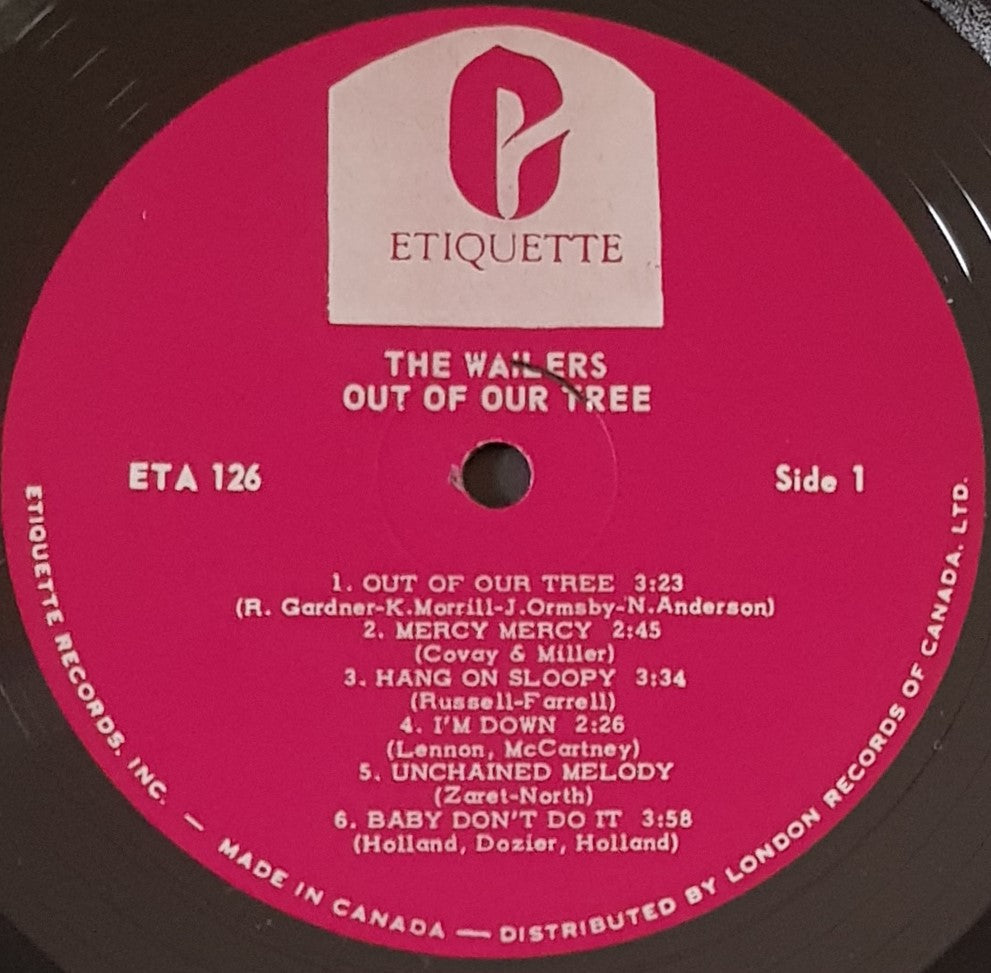 ETIQUETTE
THE WAILERS
OUT OF OUR TREE
ETA 126
Side 1
1. OUT OF OUR TREE 3:23
(R. Gardner-K.Morrill-J.Ormsby-N.Anderson)
2. MERCY MERCY 2:45
(Covay & Miller)
3. HANG ON SLOOPY 3:34
(Russell-Farrell)
4. I'M DOWN 2:26
(Lennon, McCartney)
5. UNCHAINED MELODY
(Zaret-North)
6. BABY DON'T DO IT 3:58
(Holland, Dozier, Holland)
ETIQUETTE RECORDS, INC. — MADE IN CANADA — DISTRIBUTED BY LONDON RECORDS OF CANADA, LTD.